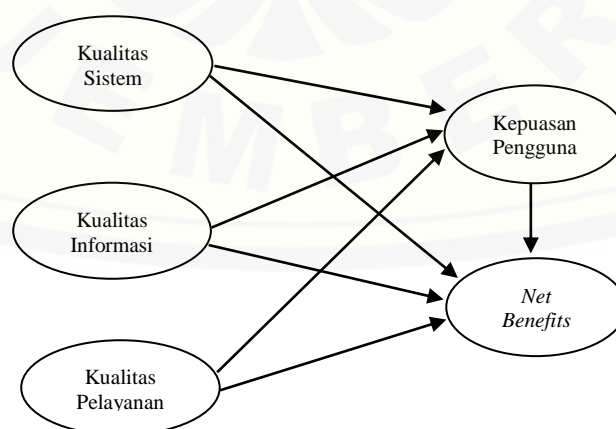 Kualitas
Sistem
Kepuasan
Pengguna
Kualitas
Informasi
Net
Benefits
Kualitas
Pelayanan